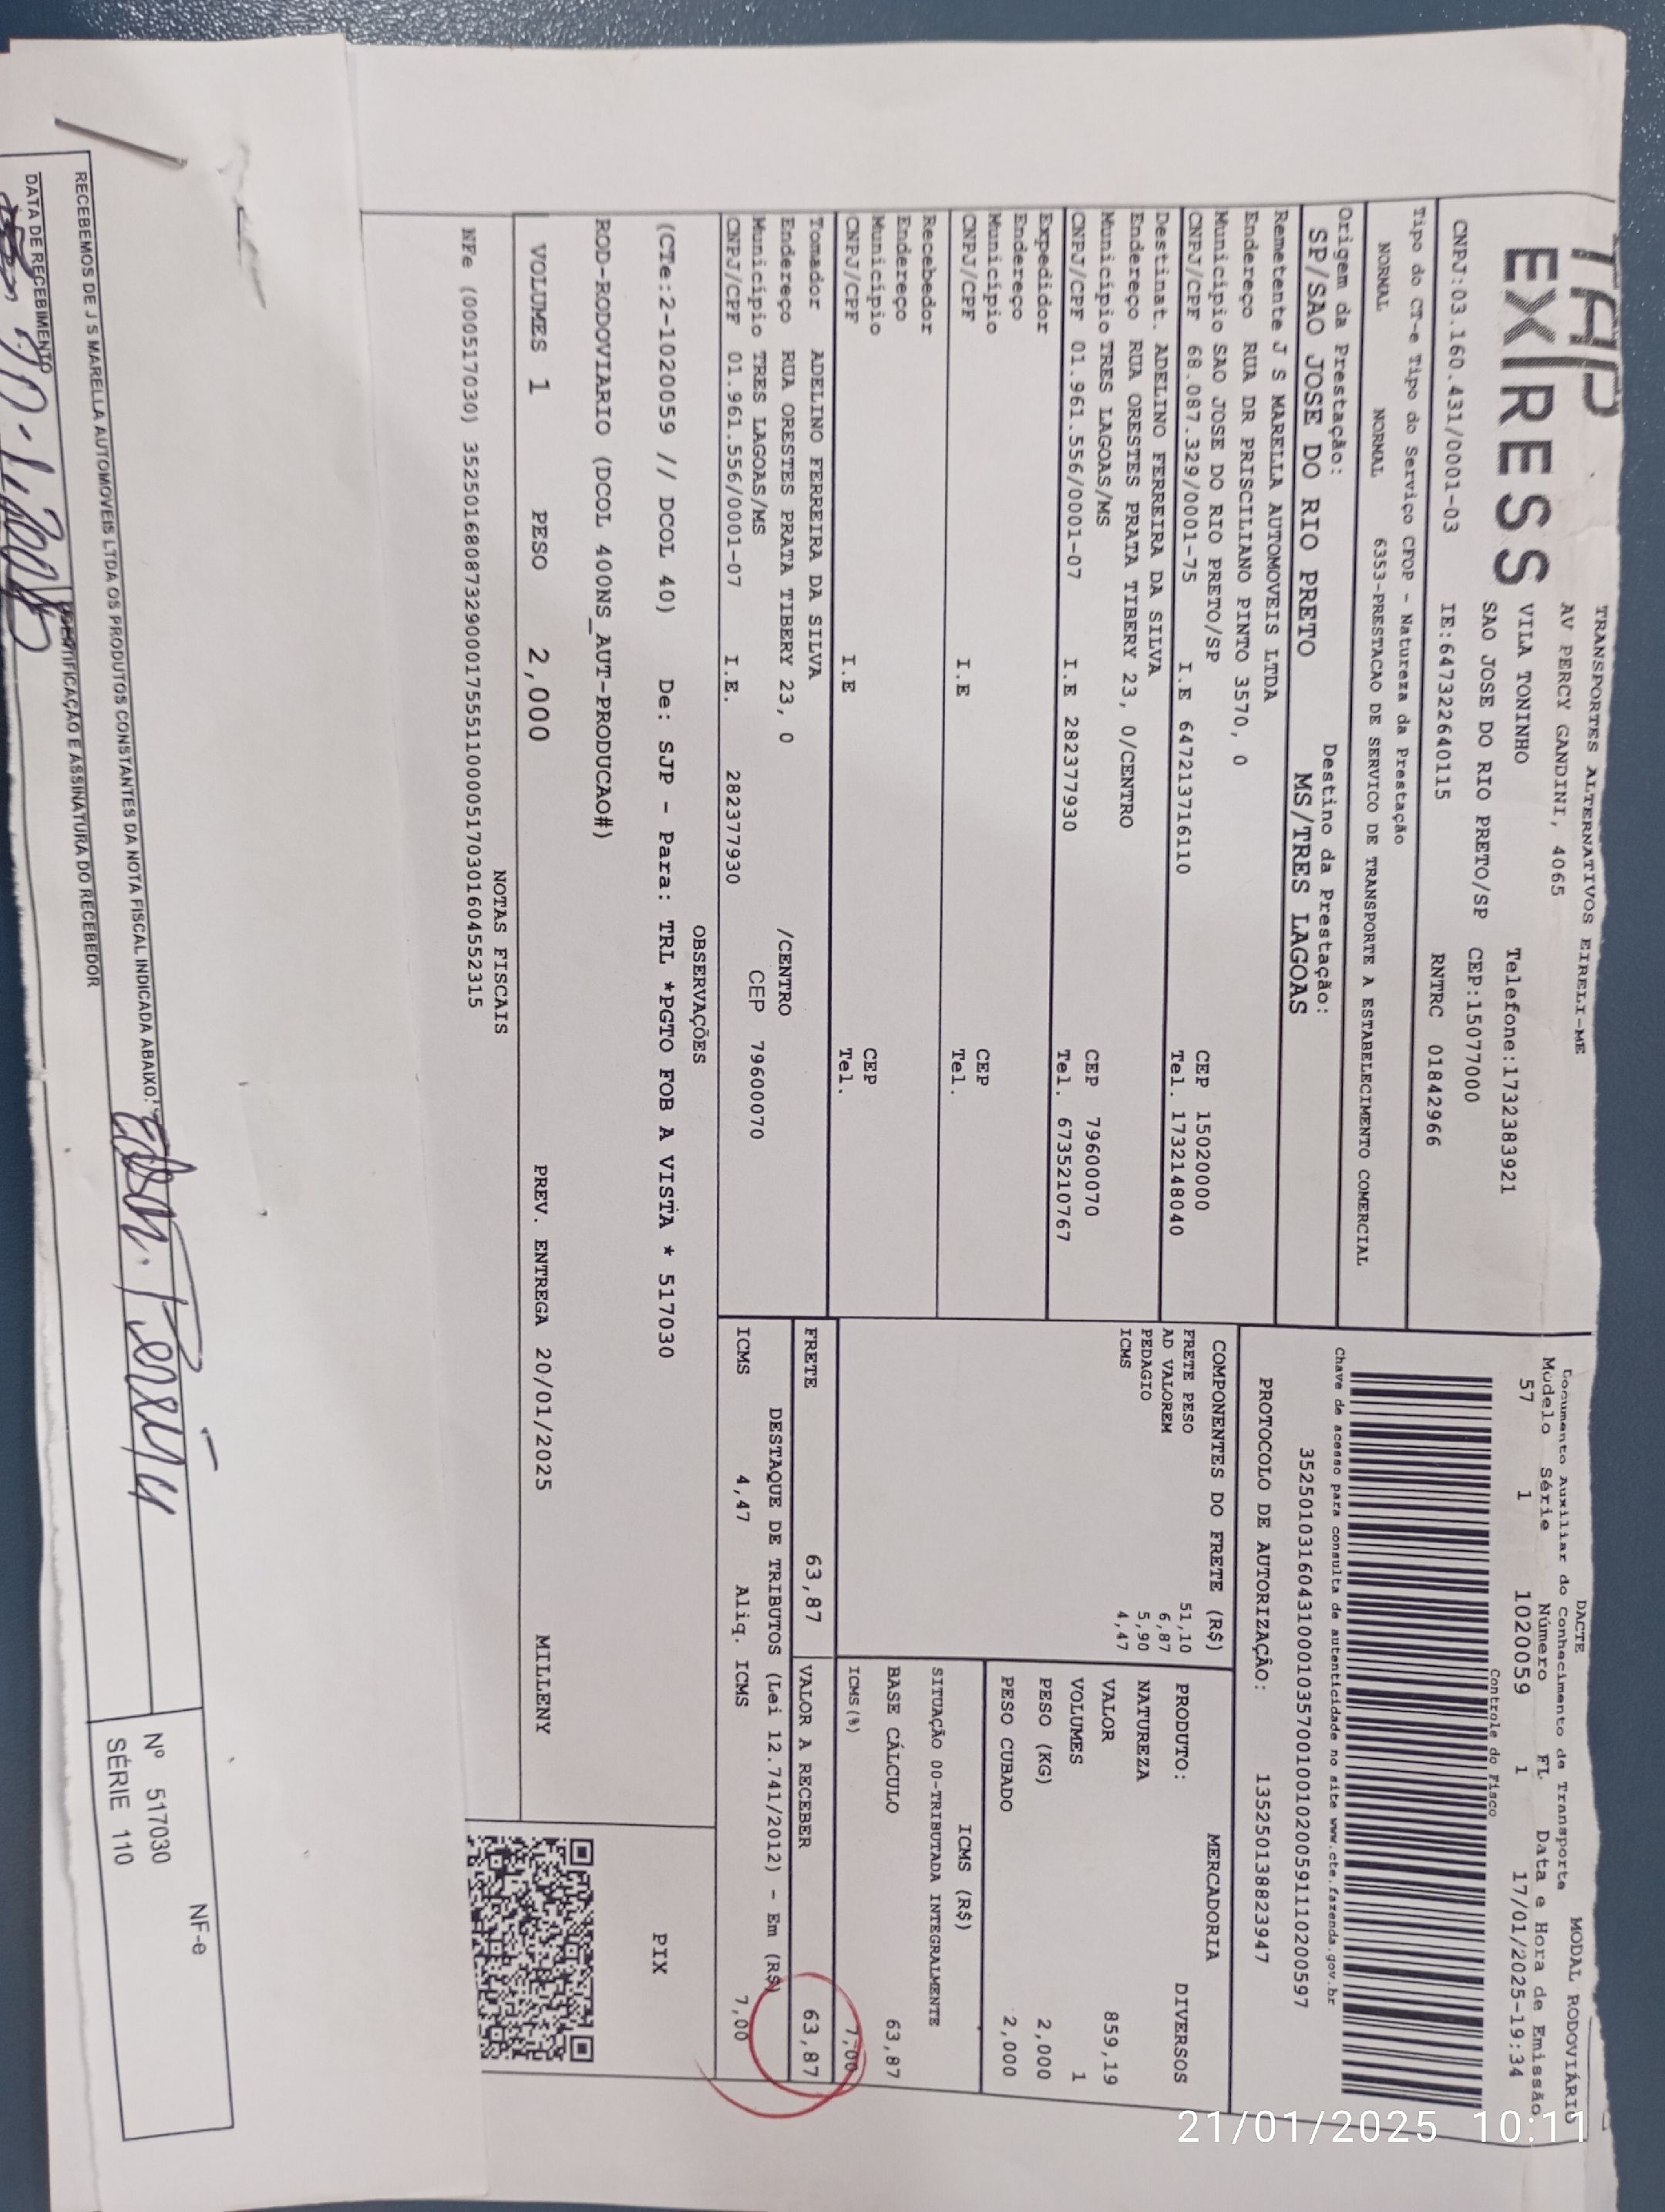 TAP
EXPRESS
TRANSPORTES ALTERNATIVOS EIRELI-ME
AV PERCY GANDINI, 4065
VILA TONINHO Telefone:1732383921
SAO JOSE DO RIO PRETO/SP CEP:15077000
CNPJ:03.160.431/0001-03 IE:647322640115 RNTRC 01842966
Tipo do CT-e Tipo do Serviço CFOP - Natureza da Prestação
NORMAL NORMAL 6353-PRESTACAO DE SERVICO DE TRANSPORTE A ESTABELECIMENTO COMERCIAL
Origem da Prestação: Destino da Prestação:
SP/SAO JOSE DO RIO PRETO MS/TRES LAGOAS
DACTE MODAL RODOVIÁRIO
Documento Auxiliar do Conhecimento de Transporte
Modelo Série Número FL Data e Hora de Emissão
57 1 1020059 1 17/01/2025-19:34
Controle do Fisco
Chave de acesso para consulta de autenticidade no site www.cte.fazenda.gov.br
35250103160431000103570010010200591110200597
PROTOCOLO DE AUTORIZAÇÃO: 135250138823947
Remetente J S MARELLA AUTOMOVEIS LTDA
Endereço RUA DR PRISCILIANO PINTO 3570, 0
Município SAO JOSE DO RIO PRETO/SP CEP 15020000
CNPJ/CPF 68.087.329/0001-75 I.E 647213716110 Tel. 1732148040
Destinat. ADELINO FERREIRA DA SILVA
Endereço RUA ORESTES PRATA TIBERY 23, 0/CENTRO
Município TRES LAGOAS/MS CEP 79600070
CNPJ/CPF 01.961.556/0001-07 I.E 282377930 Tel. 6735210767
Expedidor
Endereço
Município CEP
CNPJ/CPF I.E Tel.
Recebedor
Endereço
Município CEP
CNPJ/CPF I.E Tel.
Tomador ADELINO FERREIRA DA SILVA
Endereço RUA ORESTES PRATA TIBERY 23, 0 /CENTRO
Município TRES LAGOAS/MS CEP 79600070
CNPJ/CPF 01.961.556/0001-07 I.E. 282377930
COMPONENTES DO FRETE (R$)
FRETE PESO 51,10
AD VALOREM 6,87
PEDAGIO 5,90
ICMS 4,47
MERCADORIA
PRODUTO: DIVERSOS
NATUREZA
VALOR 859,19
VOLUMES 1
PESO (KG) 2,000
PESO CUBADO 2,000
ICMS (R$)
SITUAÇÃO 00-TRIBUTADA INTEGRALMENTE
BASE CÁLCULO 63,87
ICMS(%) 7,00
FRETE 63,87 VALOR A RECEBER 63,87
DESTAQUE DE TRIBUTOS (Lei 12.741/2012) - Em (R$)
ICMS 4,47 Aliq. ICMS 7,00
OBSERVAÇÕES
(CTe:2-1020059 // DCOL 40) De: SJP - Para: TRL *PGTO FOB A VISTA * 517030
ROD-RODOVIARIO (DCOL 400NS_AUT-PRODUCAO#)
PIX
VOLUMES 1 PESO 2,000 PREV. ENTREGA 20/01/2025 MILLENY
NOTAS FISCAIS
NFe (000517030) 35250168087329000175551100005170301604552315
RECEBEMOS DE J S MARELLA AUTOMOVEIS LTDA OS PRODUTOS CONSTANTES DA NOTA FISCAL INDICADA ABAIXO:
DATA DE RECEBIMENTO IDENTIFICAÇÃO E ASSINATURA DO RECEBEDOR
NF-e
Nº 517030
SÉRIE 110
21/01/2025 10:11